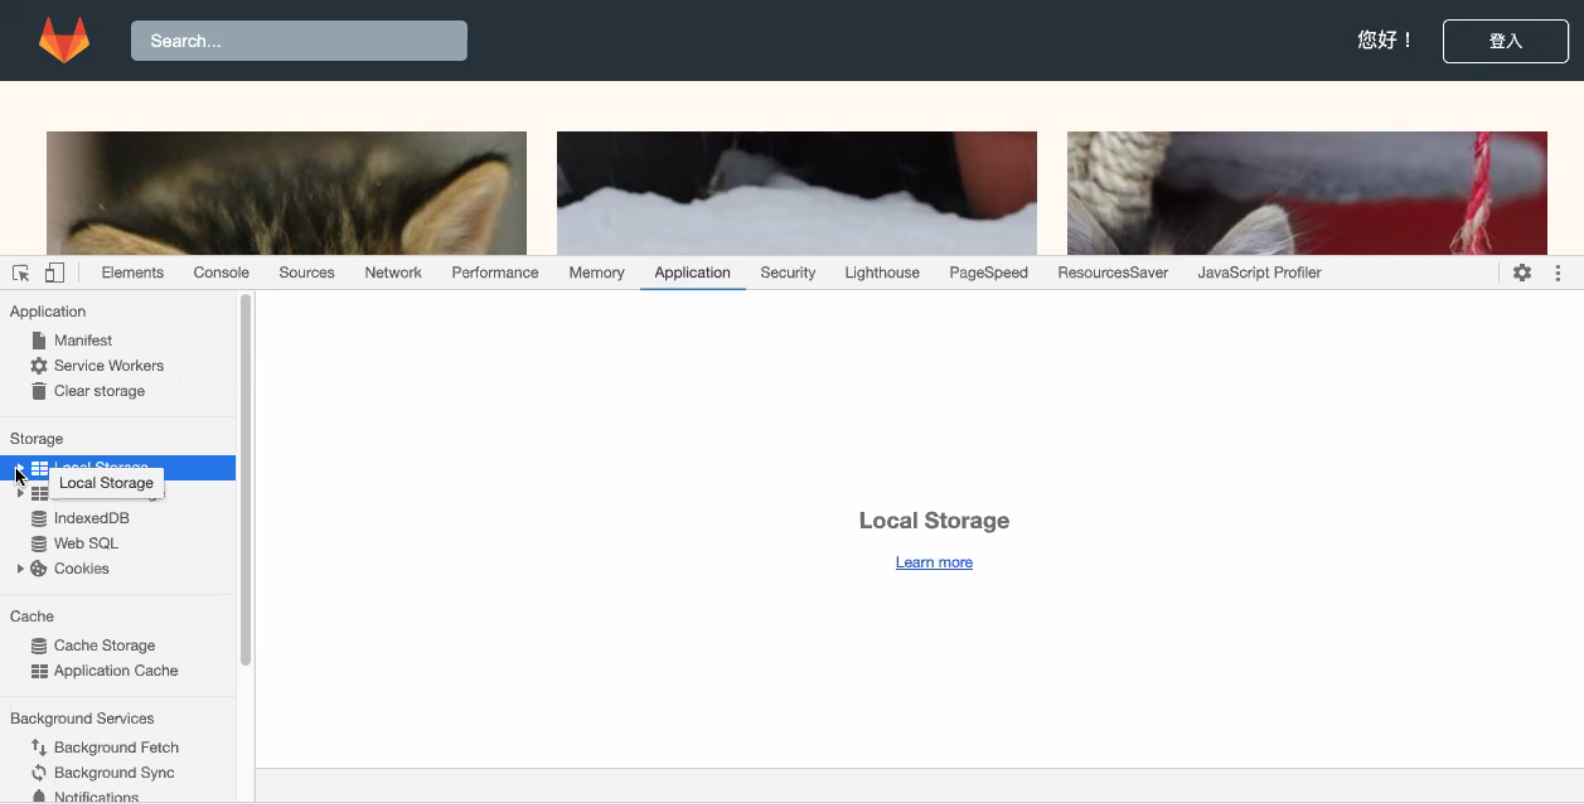 Search...
您好！
登入
Elements Console Sources Network Performance Memory Application Security Lighthouse PageSpeed ResourcesSaver JavaScript Profiler
Application
Manifest
Service Workers
Clear storage
Storage
Local Storage
Local Storage
IndexedDB
Web SQL
Cookies
Cache
Cache Storage
Application Cache
Background Services
Background Fetch
Background Sync
Notifications
Local Storage
Learn more